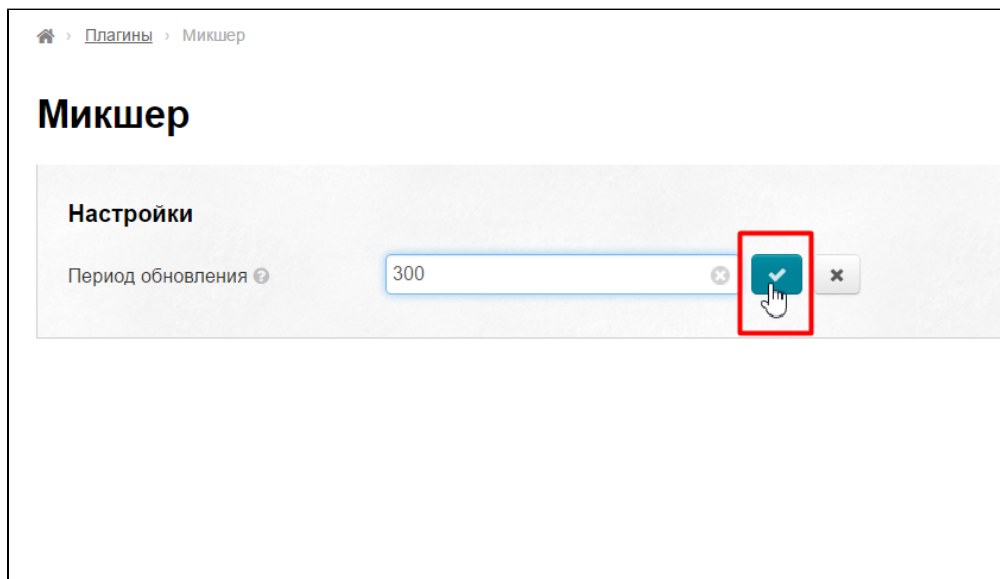 Плагины › Микшер
Микшер
Настройки
Период обновления
300